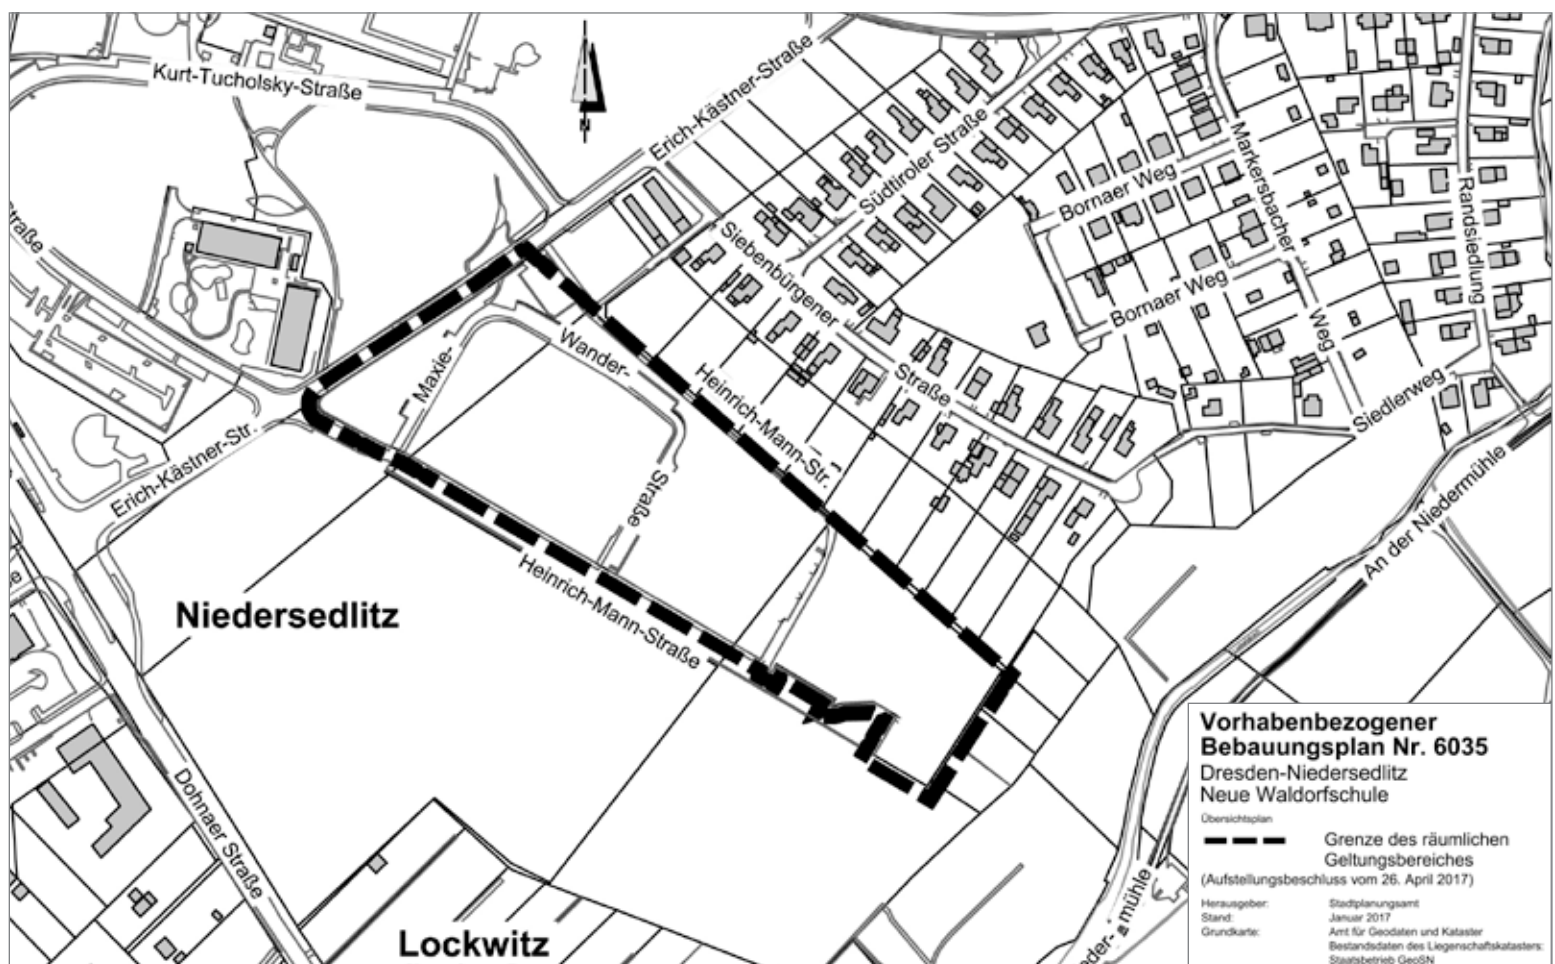 Kurt-Tucholsky-Straße
Erich-Kästner-Straße
N
Südtiroler Straße
Siebenbürgener
Straße
Bornaer Weg
Markersbacher
Weg
Bornaer Weg
Randsiedlung
Siedlerweg
straße
Maxie-
Wander-
Straße
Heinrich-Mann-Str.
Erich-Kästner-Str.
Heinrich-Mann-Straße
An der Niedermühle
Niedersedlitz
Dohnaer Straße
Lockwitz
Vorhabenbezogener
Bebauungsplan Nr. 6035
Dresden-Niedersedlitz
Neue Waldorfschule
Übersichtsplan
Grenze des räumlichen
Geltungsbereiches
(Aufstellungsbeschluss vom 26. April 2017)
Herausgeber: Stadtplanungsamt
Stand: Januar 2017
Grundkarte: Amt für Geodaten und Kataster
Bestandsdaten des Liegenschaftskatasters:
Staatsbetrieb GeoSN